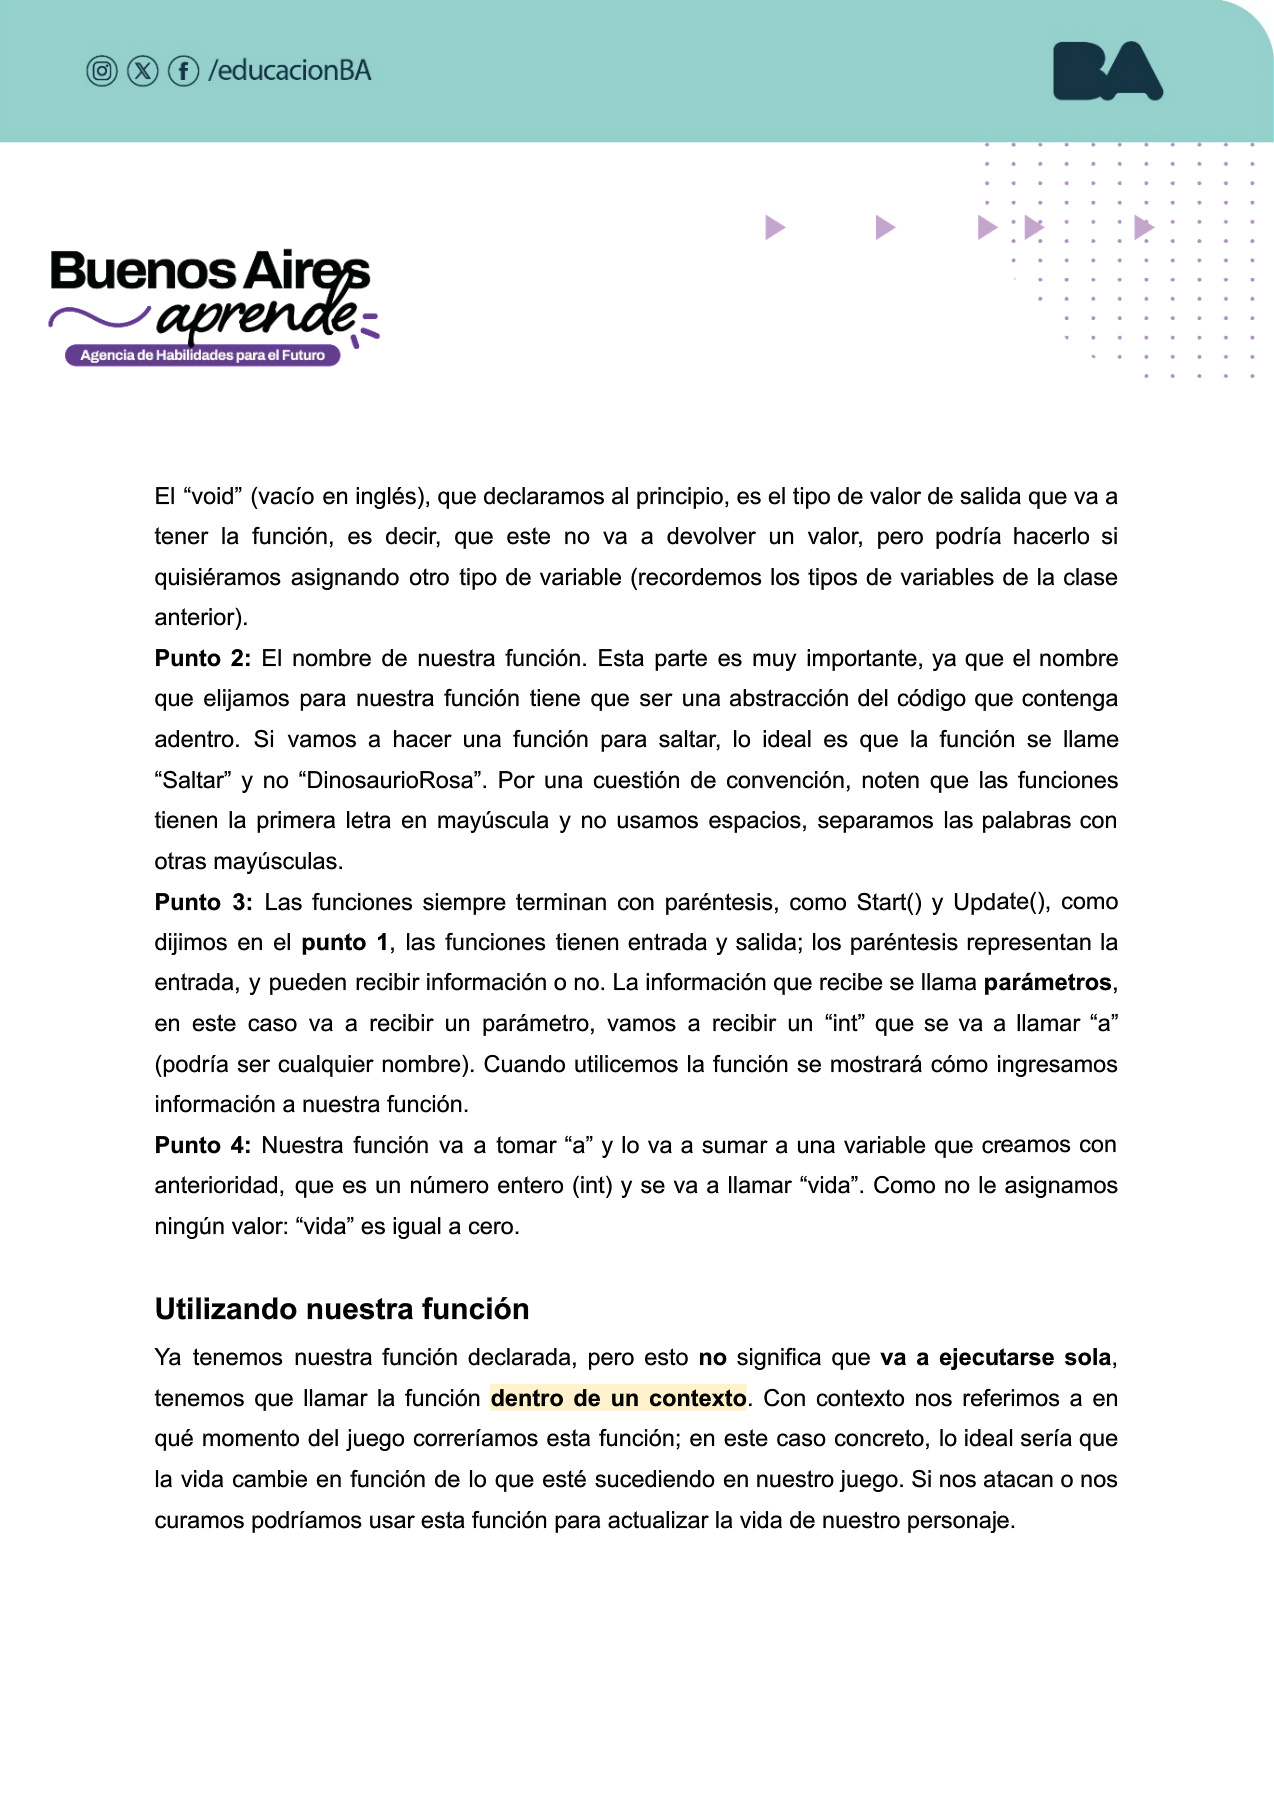 /educacionBA
BA
Buenos Aires
aprende
Agencia de Habilidades para el Futuro
El “void” (vacío en inglés), que declaramos al principio, es el tipo de valor de salida que va a
tener la función, es decir, que este no va a devolver un valor, pero podría hacerlo si
quisiéramos asignando otro tipo de variable (recordemos los tipos de variables de la clase
anterior).
Punto 2: El nombre de nuestra función. Esta parte es muy importante, ya que el nombre
que elijamos para nuestra función tiene que ser una abstracción del código que contenga
adentro. Si vamos a hacer una función para saltar, lo ideal es que la función se llame
“Saltar” y no “DinosaurioRosa”. Por una cuestión de convención, noten que las funciones
tienen la primera letra en mayúscula y no usamos espacios, separamos las palabras con
otras mayúsculas.
Punto 3: Las funciones siempre terminan con paréntesis, como Start() y Update(), como
dijimos en el punto 1, las funciones tienen entrada y salida; los paréntesis representan la
entrada, y pueden recibir información o no. La información que recibe se llama parámetros,
en este caso va a recibir un parámetro, vamos a recibir un “int” que se va a llamar “a”
(podría ser cualquier nombre). Cuando utilicemos la función se mostrará cómo ingresamos
información a nuestra función.
Punto 4: Nuestra función va a tomar “a” y lo va a sumar a una variable que creamos con
anterioridad, que es un número entero (int) y se va a llamar “vida”. Como no le asignamos
ningún valor: “vida” es igual a cero.
Utilizando nuestra función
Ya tenemos nuestra función declarada, pero esto no significa que va a ejecutarse sola,
tenemos que llamar la función dentro de un contexto. Con contexto nos referimos a en
qué momento del juego correríamos esta función; en este caso concreto, lo ideal sería que
la vida cambie en función de lo que esté sucediendo en nuestro juego. Si nos atacan o nos
curamos podríamos usar esta función para actualizar la vida de nuestro personaje.